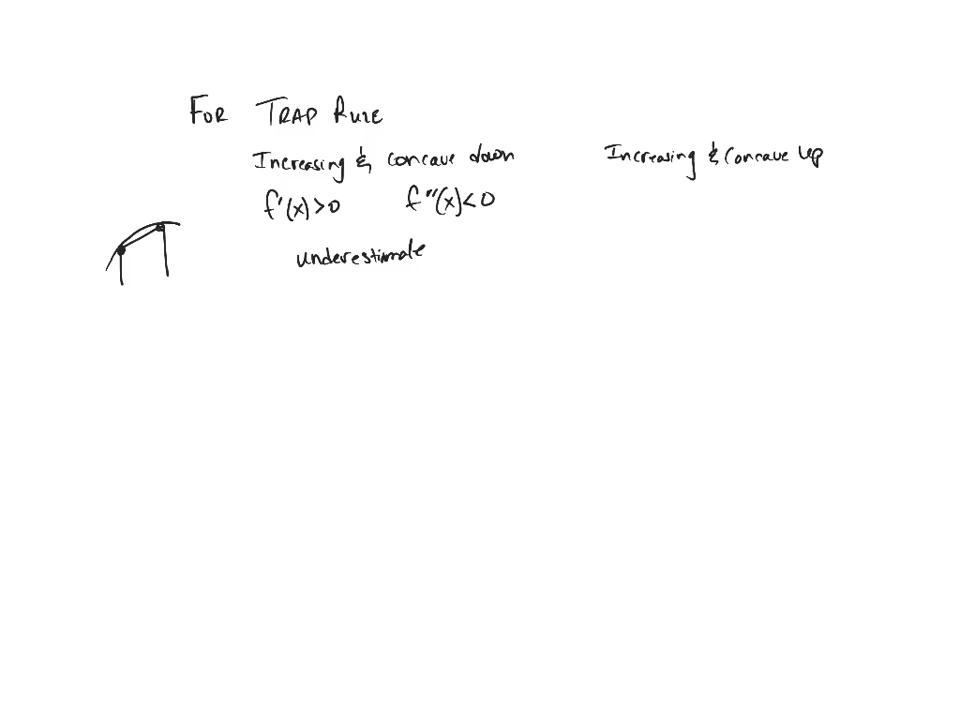 For Trap Rule
Increasing & concave down
Increasing & Concave up
f'(x)>0 f"(x)<0
underestimate